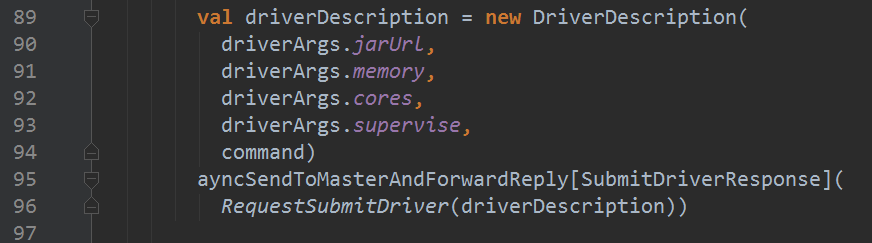 89 val driverDescription = new DriverDescription(
90 driverArgs.jarUrl,
91 driverArgs.memory,
92 driverArgs.cores,
93 driverArgs.supervise,
94 command)
95 ayncSendToMasterAndForwardReply[SubmitDriverResponse](
96 RequestSubmitDriver(driverDescription))
97